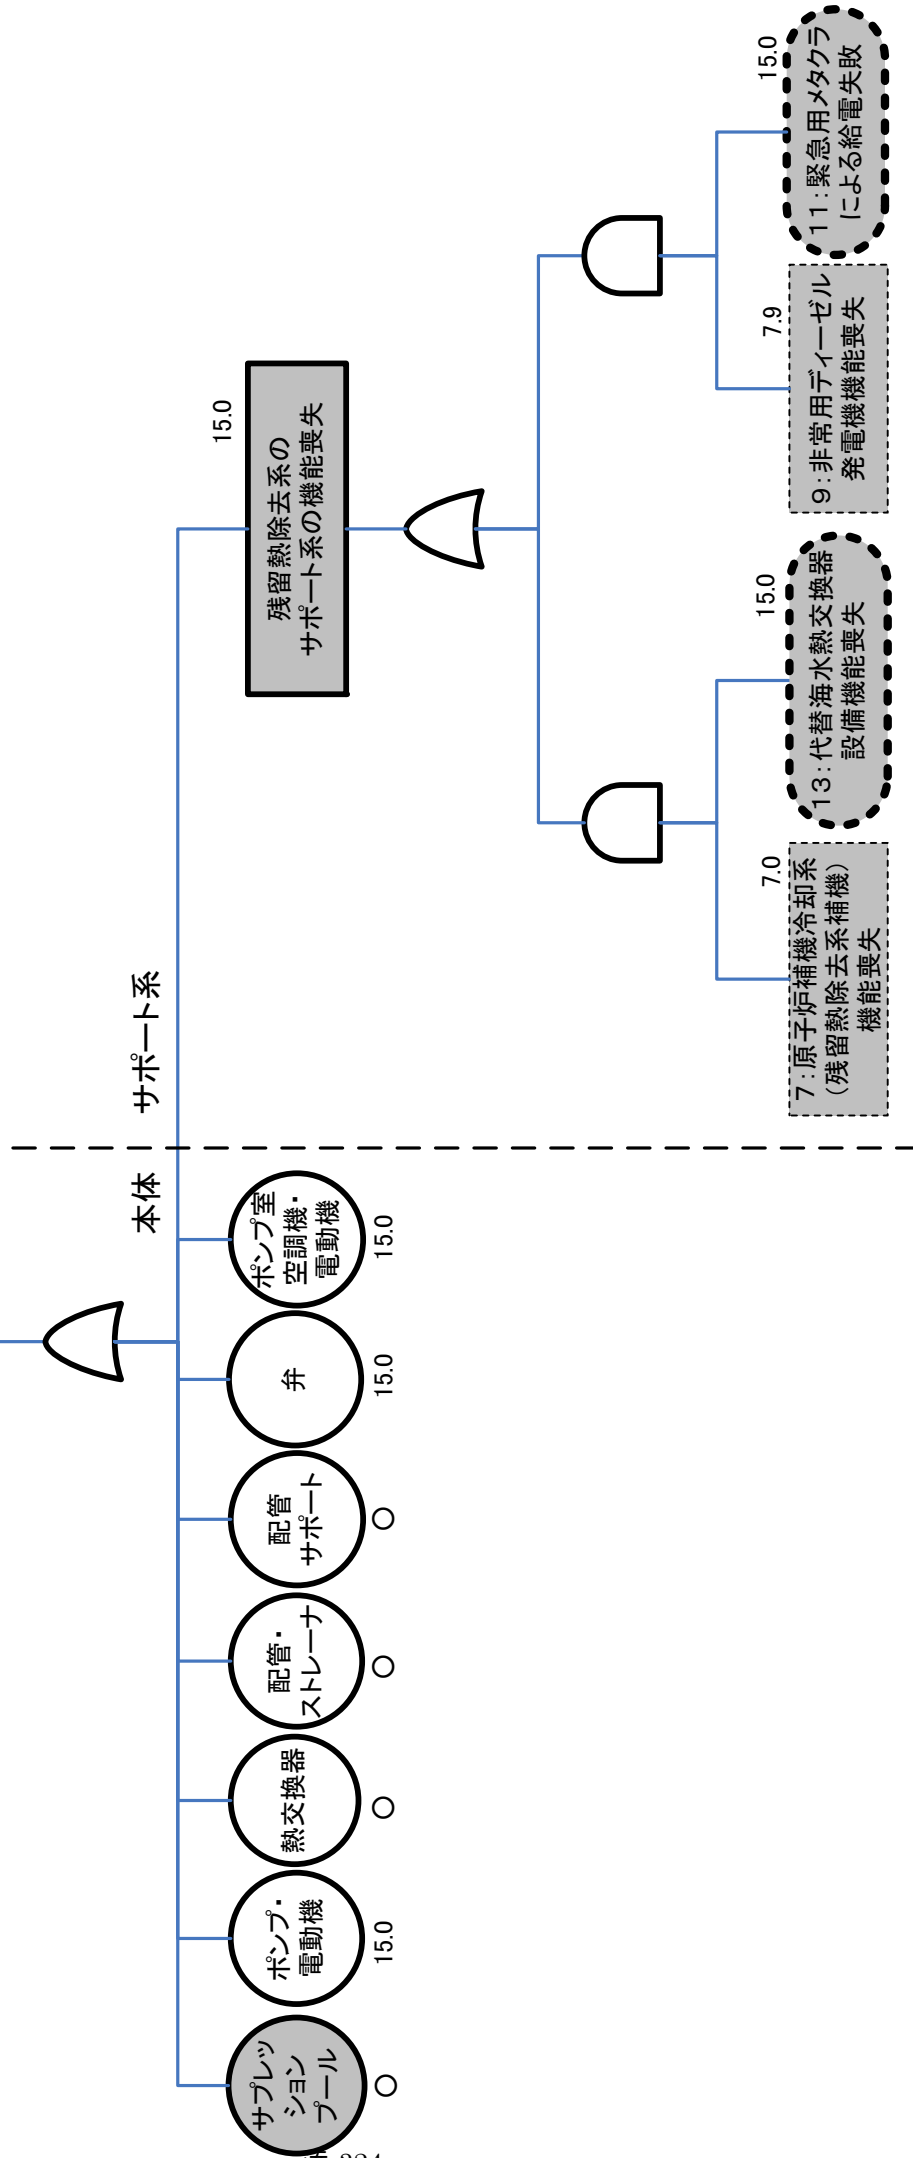 本体
サポート系
サプレッ
ション
プール
○
ポンプ・
電動機
15.0
熱交換器
○
配管・
ストレーナ
○
配管
サポート
○
弁
15.0
ポンプ室
空調機・
電動機
15.0
15.0
残留熱除去系の
サポート系の機能喪失
7.0
7:原子炉補機冷却系
(残留熱除去系補機)
機能喪失
15.0
13:代替海水熱交換器
設備機能喪失
7.9
9:非常用ディーゼル
発電機機能喪失
15.0
11:緊急用メタクラ
による給電失敗